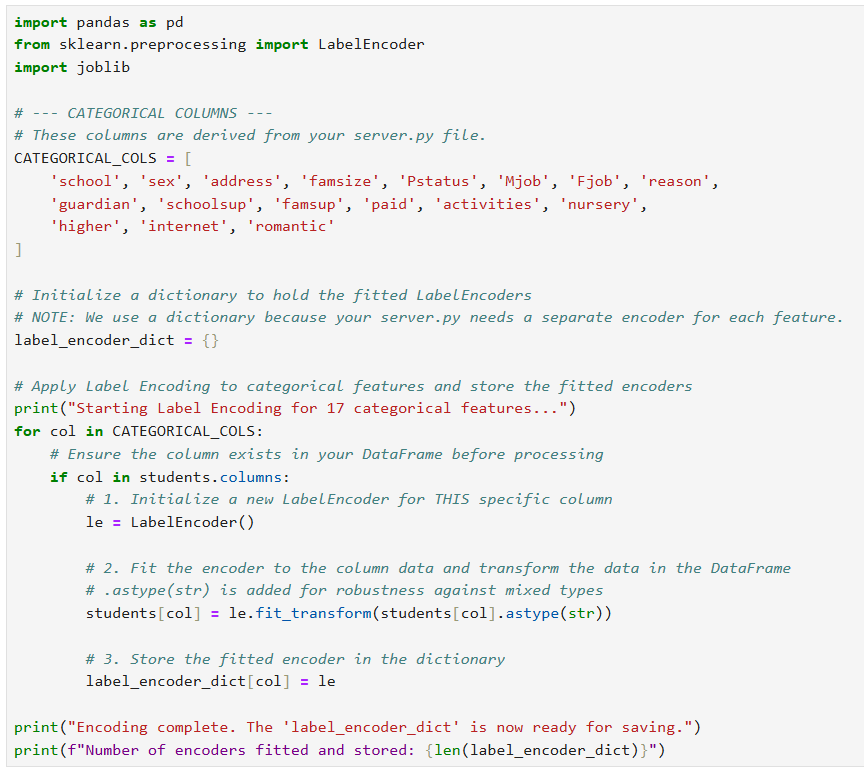 import pandas as pd
from sklearn.preprocessing import LabelEncoder
import joblib

# --- CATEGORICAL COLUMNS ---
# These columns are derived from your server.py file.
CATEGORICAL_COLS = [
    'school', 'sex', 'address', 'famsize', 'Pstatus', 'Mjob', 'Fjob', 'reason',
    'guardian', 'schoolsup', 'famsup', 'paid', 'activities', 'nursery',
    'higher', 'internet', 'romantic'
]

# Initialize a dictionary to hold the fitted LabelEncoders
# NOTE: We use a dictionary because your server.py needs a separate encoder for each feature.
label_encoder_dict = {}

# Apply Label Encoding to categorical features and store the fitted encoders
print("Starting Label Encoding for 17 categorical features...")
for col in CATEGORICAL_COLS:
    # Ensure the column exists in your DataFrame before processing
    if col in students.columns:
        # 1. Initialize a new LabelEncoder for THIS specific column
        le = LabelEncoder()

        # 2. Fit the encoder to the column data and transform the data in the DataFrame
        # .astype(str) is added for robustness against mixed types
        students[col] = le.fit_transform(students[col].astype(str))

        # 3. Store the fitted encoder in the dictionary
        label_encoder_dict[col] = le

print("Encoding complete. The 'label_encoder_dict' is now ready for saving.")
print(f"Number of encoders fitted and stored: {len(label_encoder_dict)}")